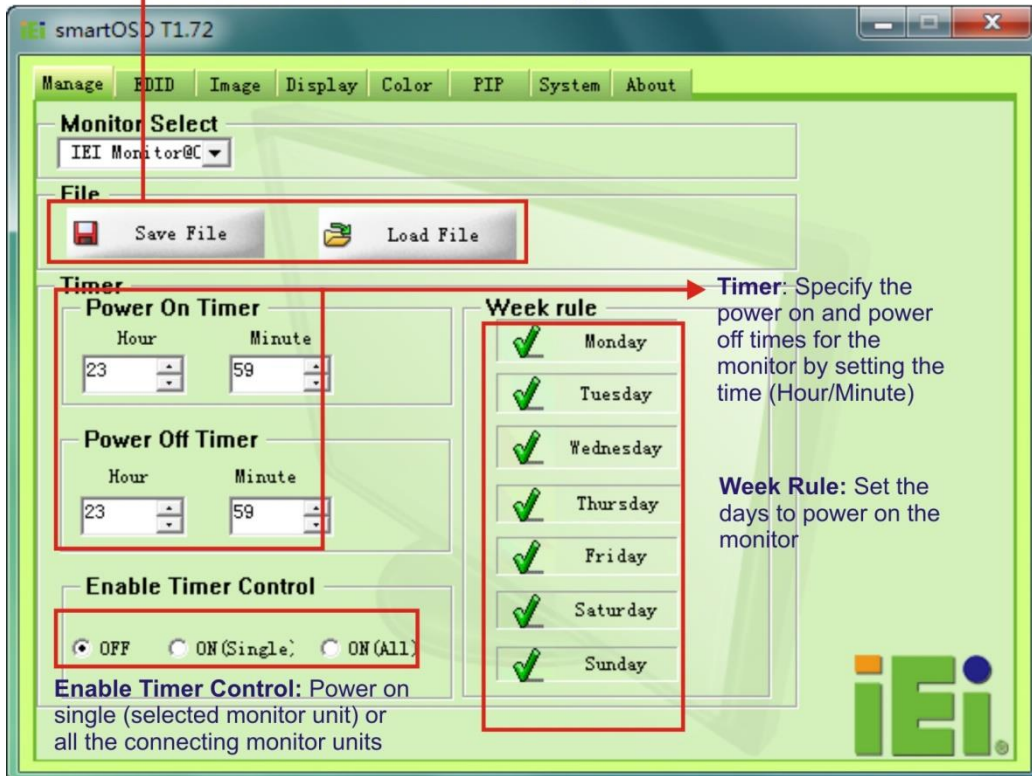 iEi smartOSD T1.72
Manage EDID Image Display Color PIP System About
Monitor Select
IEI Monitor@C
File
Save File Load File
Timer
Power On Timer
Hour Minute
23 59
Power Off Timer
Hour Minute
23 59
Enable Timer Control
OFF ON(Single) ON(All)
Enable Timer Control: Power on
single (selected monitor unit) or
all the connecting monitor units
Week rule
Monday
Tuesday
Wednesday
Thursday
Friday
Saturday
Sunday
Timer: Specify the
power on and power
off times for the
monitor by setting the
time (Hour/Minute)
Week Rule: Set the
days to power on the
monitor
iEi®